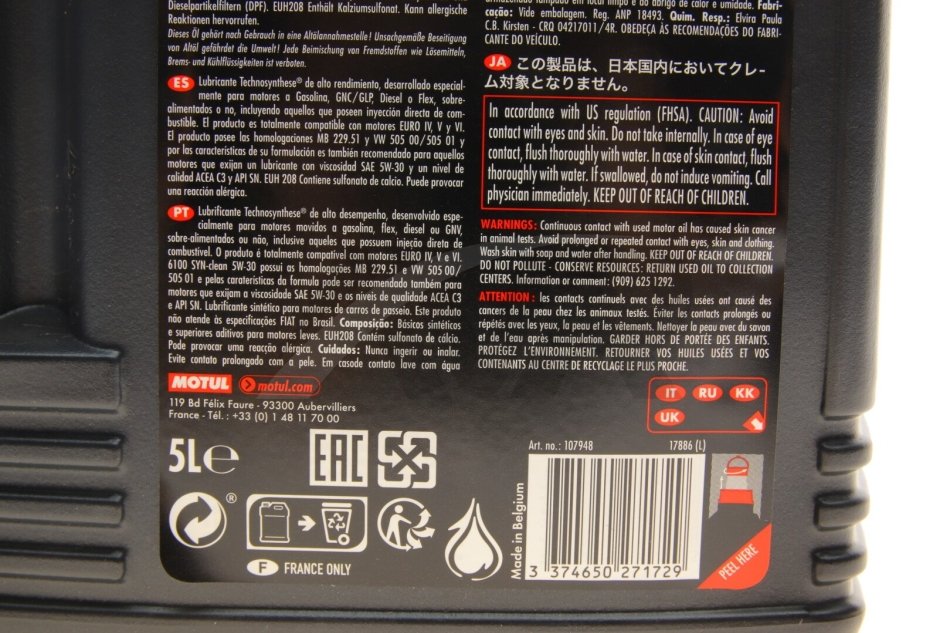 Dieselpartikelfiltern (DPF). EUH208 Enthält Kalziumsulfonat. Kann allergische
Reaktionen hervorrufen.
Dieses Öl gehört nach Gebrauch in eine Altölannahmestelle! Unsachgemäße Beseitigung
von Altöl gefährdet die Umwelt! Jede Beimischung von Fremdstoffen wie Lösemitteln,
Brems- und Kühlflüssigkeiten ist verboten.
ES Lubricante Technosynthese® de alto rendimiento, desarrollado especial-
mente para motores a Gasolina, GNC/GLP, Diesel o Flex, sobre-
alimentados o no, incluyendo aquellos que poseen inyección directa de com-
bustible. El producto es totalmente compatible con motores EURO IV, V y VI.
El producto posee las homologaciones MB 229.51 y VW 505 00/505 01 y
por las características de su formulación es también recomendado para aquellos
motores que exijan un lubricante con viscosidad SAE 5W-30 y un nivel de
calidad ACEA C3 y API SN. EUH 208 Contiene sulfonato de calcio. Puede provocar
una reacción alérgica.
PT Lubrificante Technosynthese® de alto desempenho, desenvolvido espe-
cialmente para motores movidos a gasolina, flex, diesel ou GNV,
sobre-alimentados ou não, inclusive aqueles que possuem injeção direta de
combustível. O produto é totalmente compatível com motores EURO IV, V e VI.
6100 SYN-clean 5W-30 possui as homologações MB 229.51 e VW 505 00/
505 01 e pelas caraterísticas da formula pode ser recomendado também para
motores que exijam a viscosidade SAE 5W-30 e os níveis de qualidade ACEA C3
e API SN. Lubrificante sintético para motores de carros de passeio. Este produto
não atende às especificações FIAT no Brasil. Composição: Básicos sintéticos
e superiores aditivos para motores leves. EUH208 Contém sulfonato de cálcio.
Pode provocar uma reacção alérgica. Cuidados: Nunca ingerir ou inalar.
Evite contato prolongado com a pele. Em casode contato lave com água
MOTUL motul.com
119 Bd Félix Faure - 93300 Aubervilliers
France - Tél. : +33 (0) 1 48 11 70 00
5L℮
EAC
®
F FRANCE ONLY
armazenado tampado em local limpo e ao abrigo de calor e umidade. Fabri-
cação: Vide embalagem. Reg. ANP 18493. Quim. Resp.: Elvira Paula
C.B. Kirsten - CRQ 04217011/4R. OBEDEÇA ÀS RECOMENDAÇÕES DO FABRI-
CANTE DO VEÍCULO.
JA この製品は、日本国内においてクレー
ム対象となりません。
In accordance with US regulation (FHSA). CAUTION: Avoid
contact with eyes and skin. Do not take internally. In case of eye
contact, flush thoroughly with water. In case of skin contact, flush
thoroughly with water. If swallowed, do not induce vomiting. Call
physician immediately. KEEP OUT OF REACH OF CHILDREN.
WARNINGS: Continuous contact with used motor oil has caused skin cancer
in animal tests. Avoid prolonged or repeated contact with eyes, skin and clothing.
Wash skin with soap and water after handling. KEEP OUT OF REACH OF CHILDREN.
DO NOT POLLUTE - CONSERVE RESOURCES: RETURN USED OIL TO COLLECTION
CENTERS. Information or comment: (909) 625 1292.
ATTENTION : les contacts continuels avec des huiles usées ont causé des
cancers de la peau chez les animaux testés. Éviter les contacts prolongés ou
répétés avec les yeux, la peau et les vêtements. Nettoyer la peau avec du savon
et de l'eau après manipulation. GARDER HORS DE PORTÉE DES ENFANTS.
PROTÉGEZ L'ENVIRONNEMENT. RETOURNER VOS HUILES USÉES ET VOS
CONTENANTS AU CENTRE DE RECYCLAGE LE PLUS PROCHE.
IT RU KK
UK
Art. no.: 107948 17886 (L)
Made in Belgium
3 374650 271729
PEEL HERE